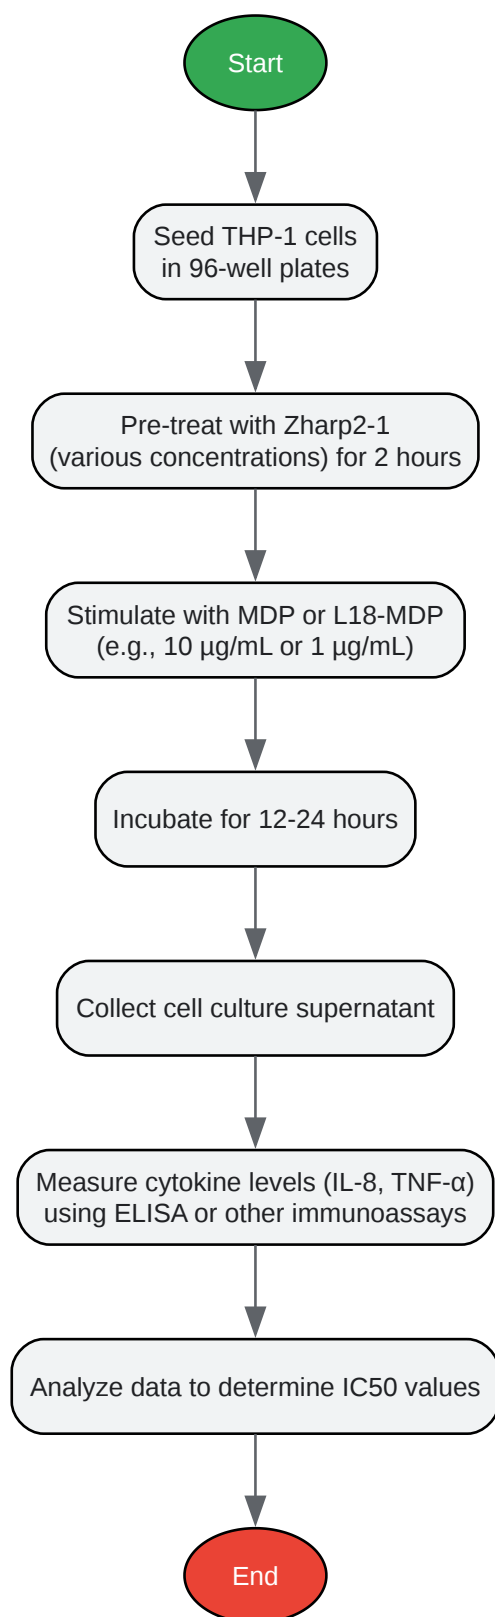 Start
Seed THP-1 cells
in 96-well plates
Pre-treat with Zharp2-1
(various concentrations) for 2 hours
Stimulate with MDP or L18-MDP
(e.g., 10 µg/mL or 1 µg/mL)
Incubate for 12-24 hours
Collect cell culture supernatant
Measure cytokine levels (IL-8, TNF-α)
using ELISA or other immunoassays
Analyze data to determine IC50 values
End